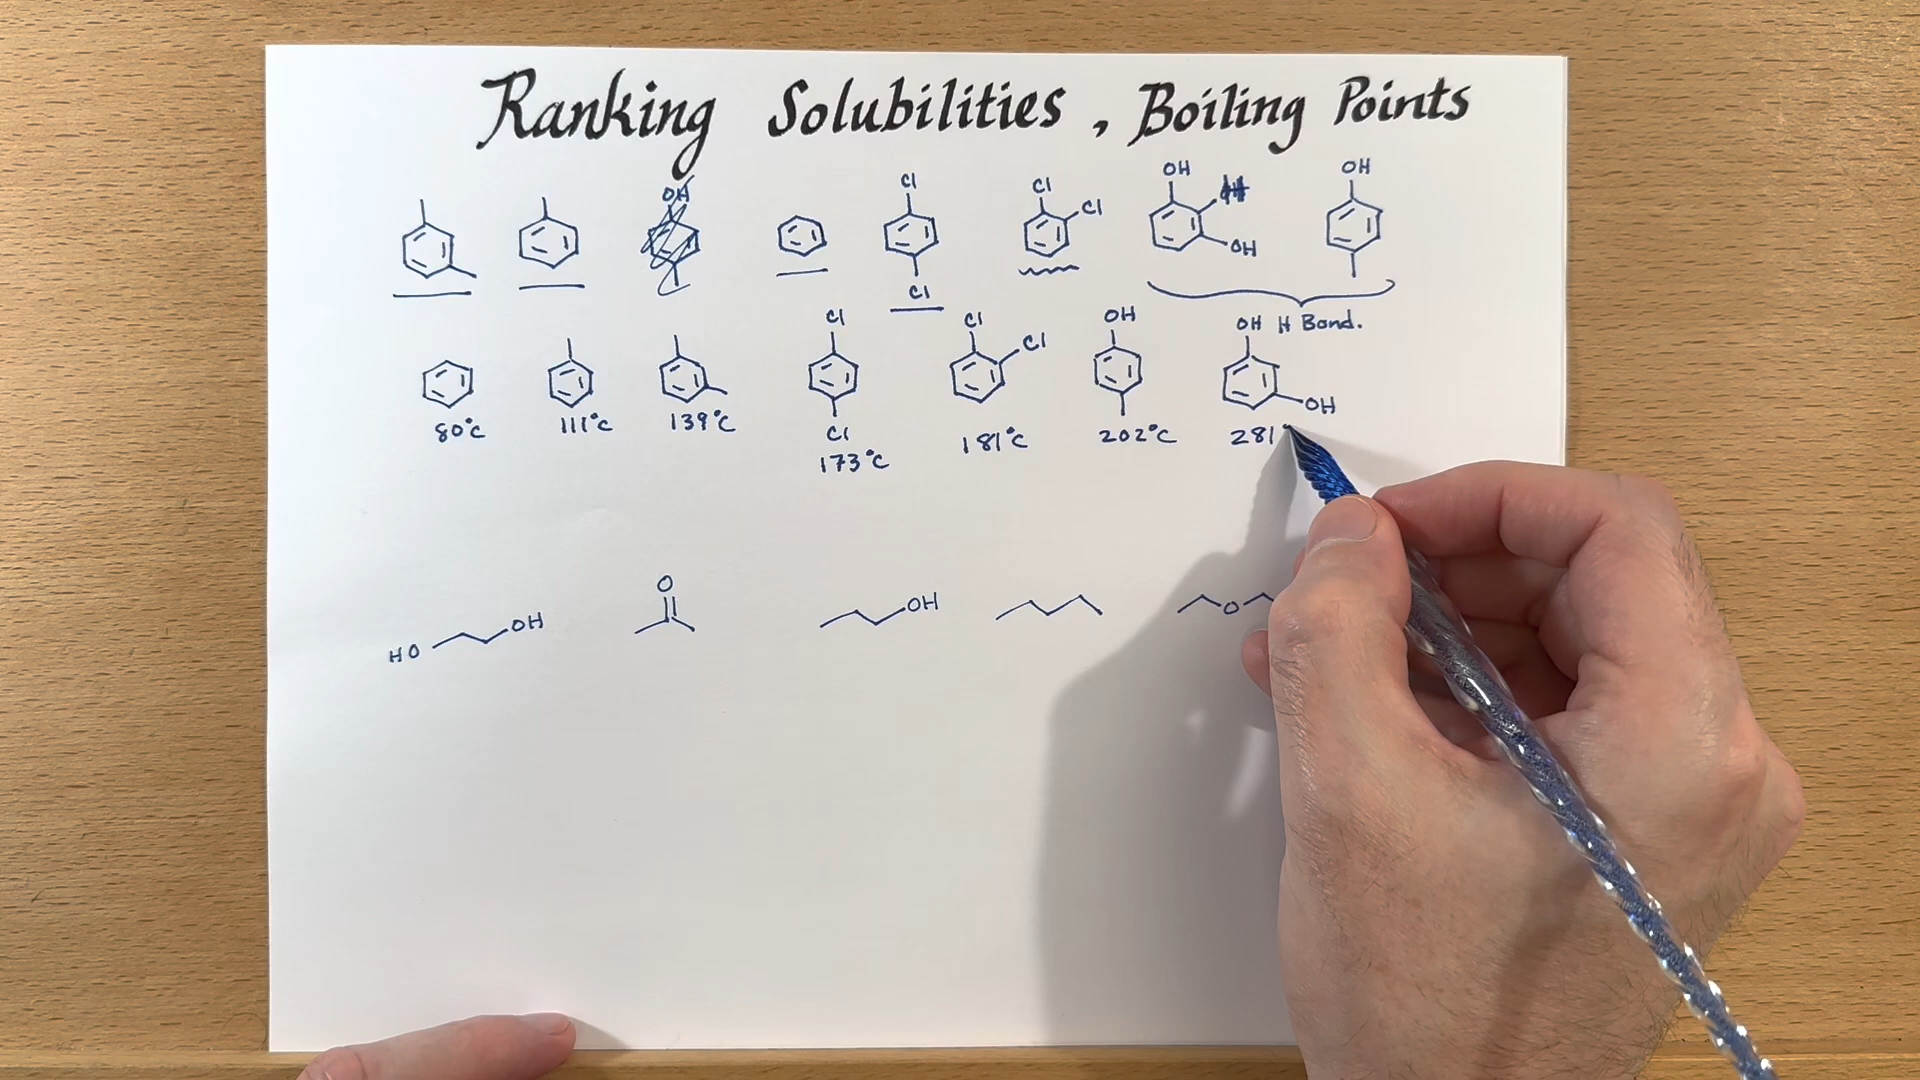 Ranking Solubilities, Boiling Points
OH Cl Cl Cl OH OH OH
Cl
H Bond.
Cl Cl Cl OH OH OH
Cl
80°C 111°C 139°C 173°C 181°C 202°C 281°
HO OH O OH O